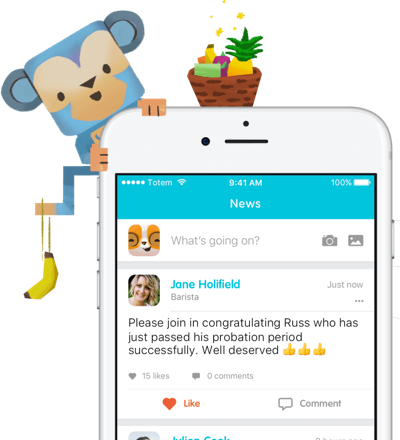 Totem 9:41 AM 100%
News
What's going on?
Jane Holifield Just now
Barista
Please join in congratulating Russ who has
just passed his probation period
successfully. Well deserved 👍👍👍
15 likes 0 comments
Like Comment